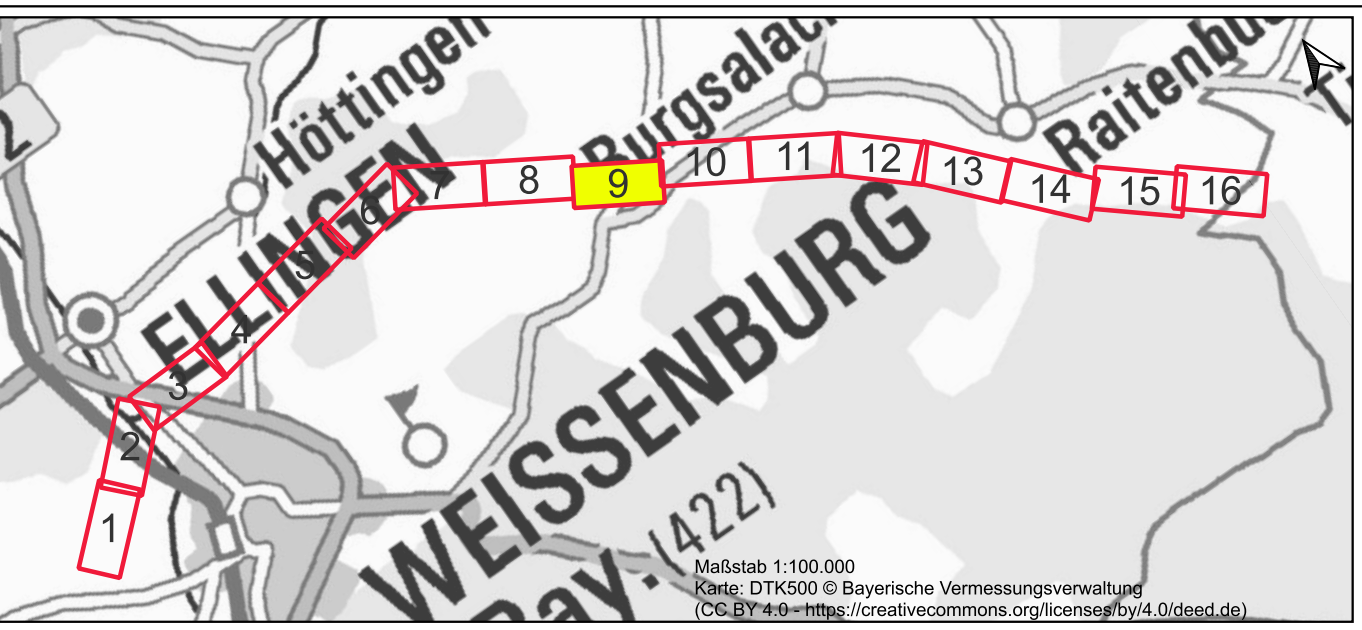 2
Höttingen
Burgsalach
Raitenbu
T
ELLINGEN
WEISSENBURG
Bay. (422)
1
2
3
4
5
6
7
8
9
10
11
12
13
14
15
16
Maßstab 1:100.000
Karte: DTK500 © Bayerische Vermessungsverwaltung
(CC BY 4.0 - https://creativecommons.org/licenses/by/4.0/deed.de)